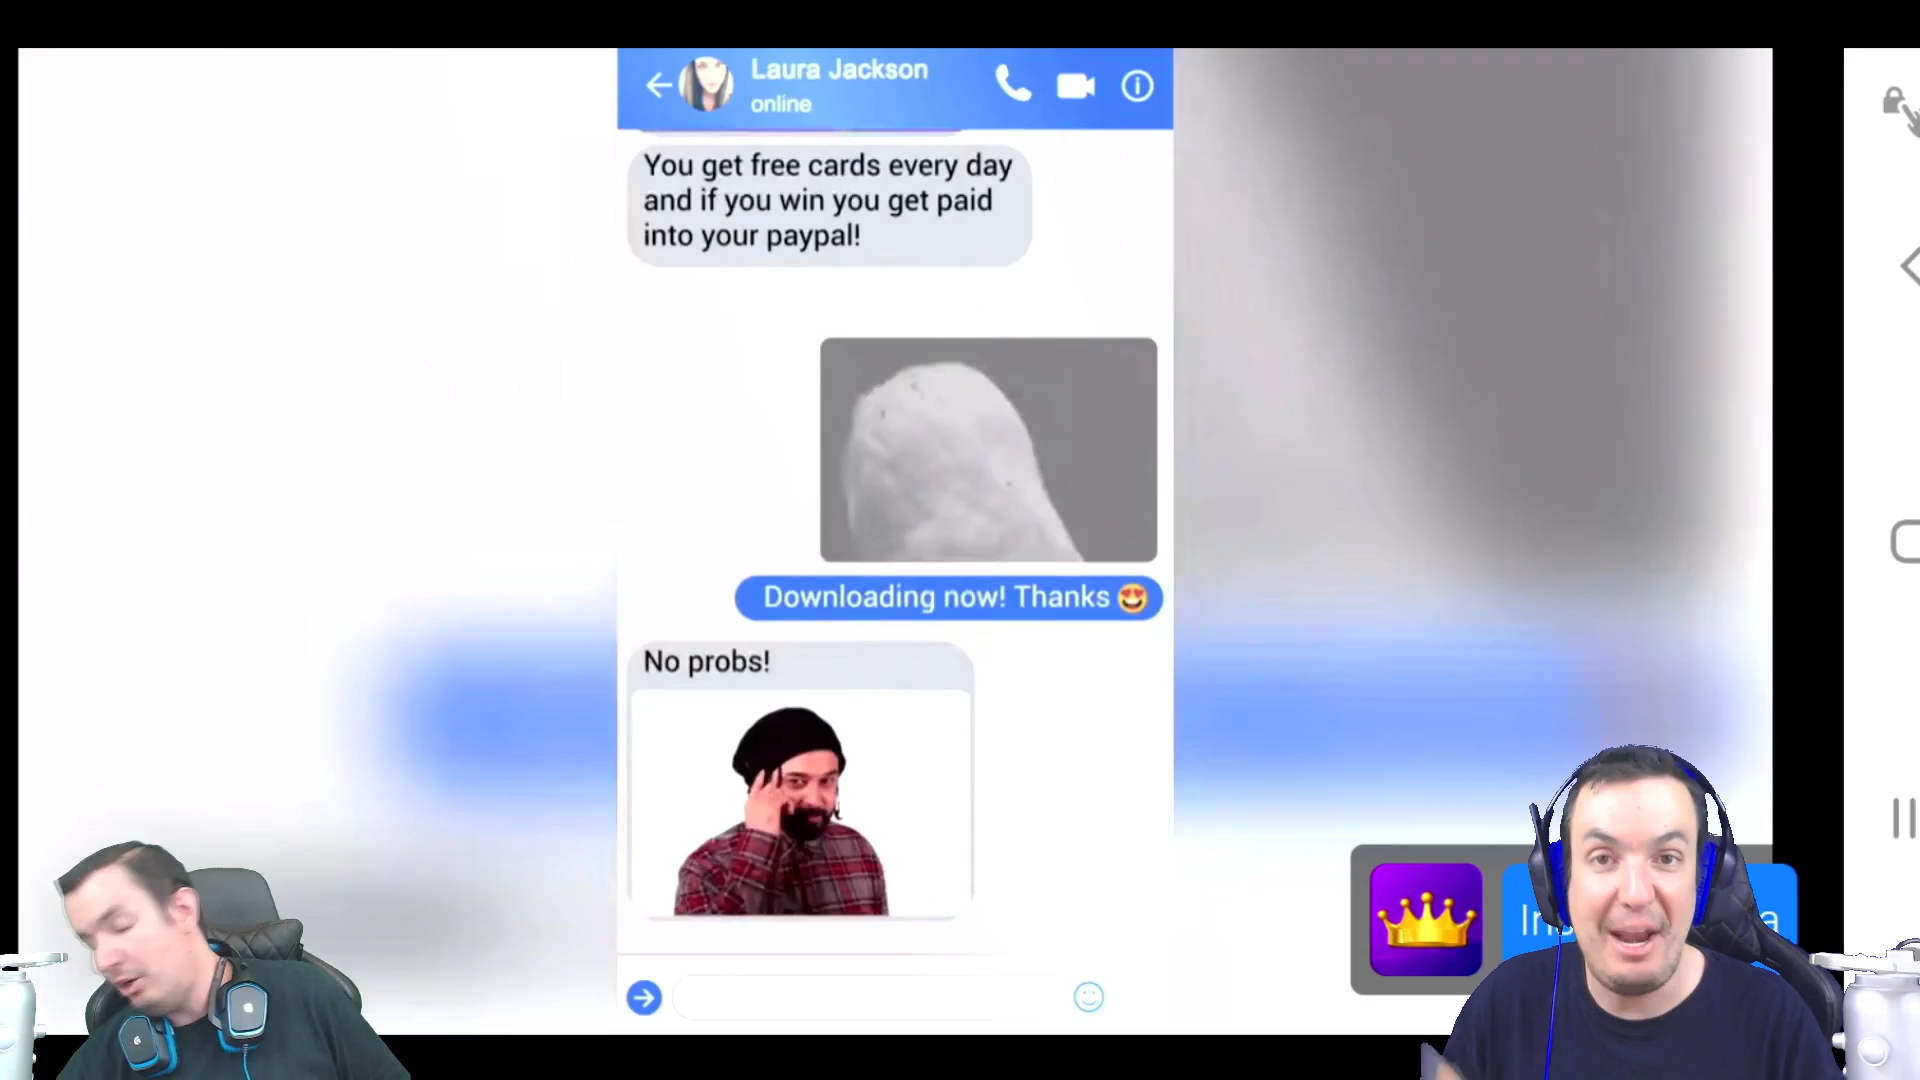 Laura Jackson
online
You get free cards every day
and if you win you get paid
into your paypal!
Downloading now! Thanks 😍
No probs!